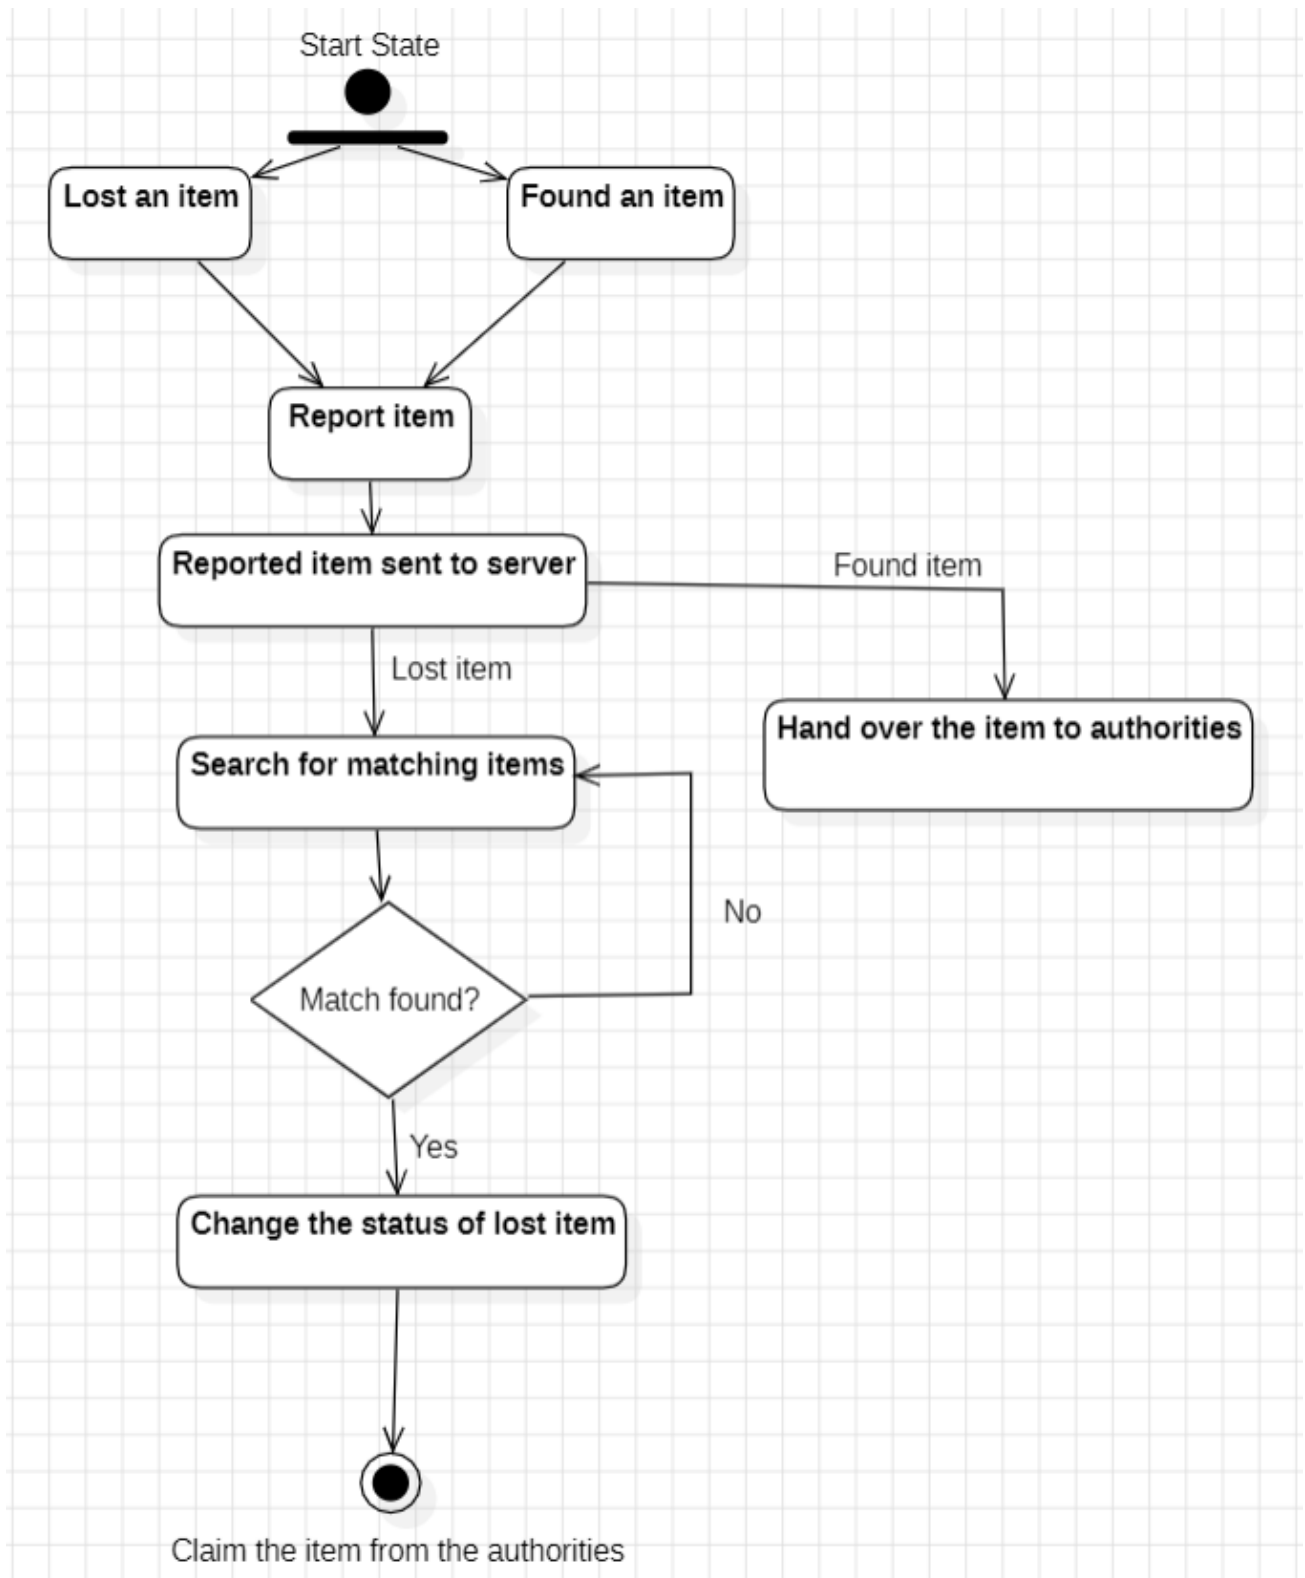 Start State
Lost an item
Found an item
Report item
Reported item sent to server
Found item
Lost item
Hand over the item to authorities
Search for matching items
No
Match found?
Yes
Change the status of lost item
Claim the item from the authorities